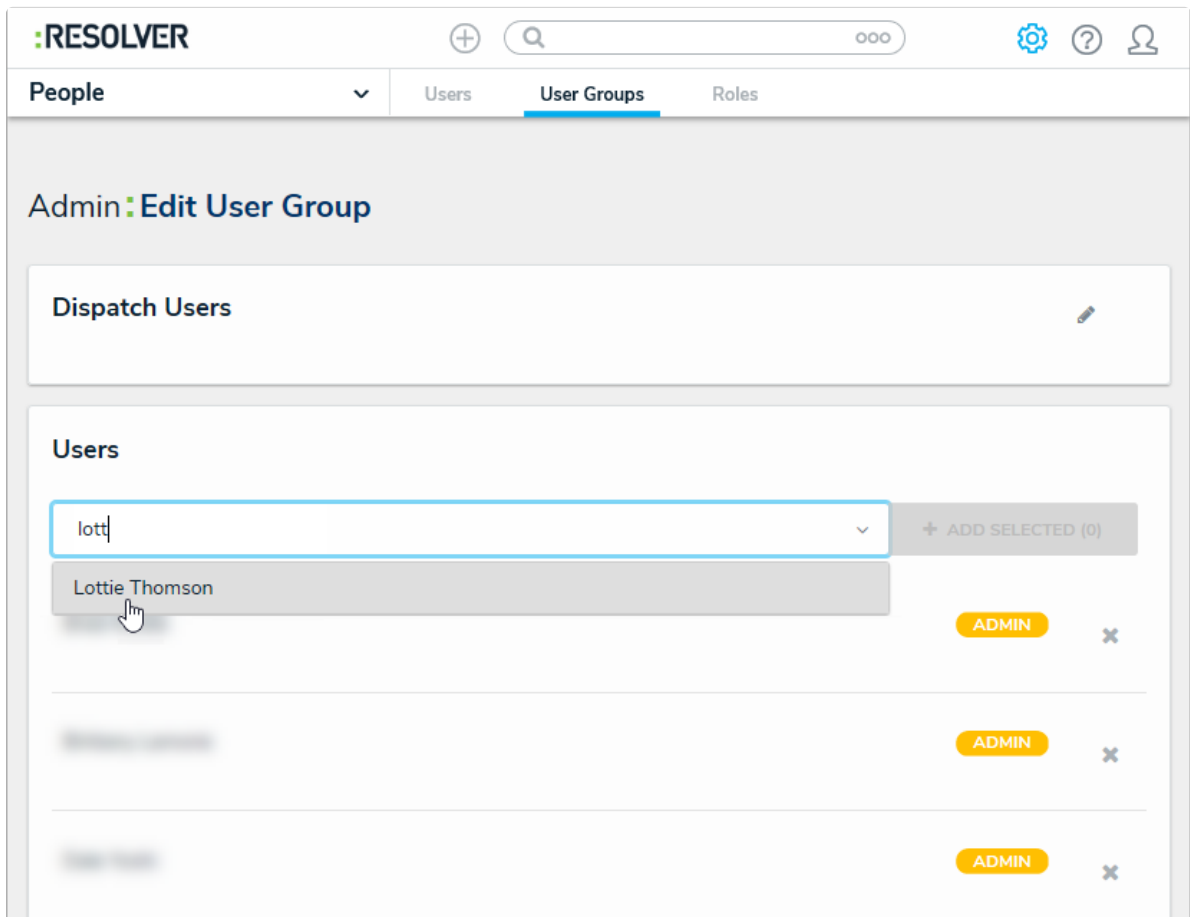 :RESOLVER
People Users User Groups Roles
Admin:Edit User Group
Dispatch Users
Users
lott + ADD SELECTED (0)
Lottie Thomson
ADMIN
ADMIN
ADMIN